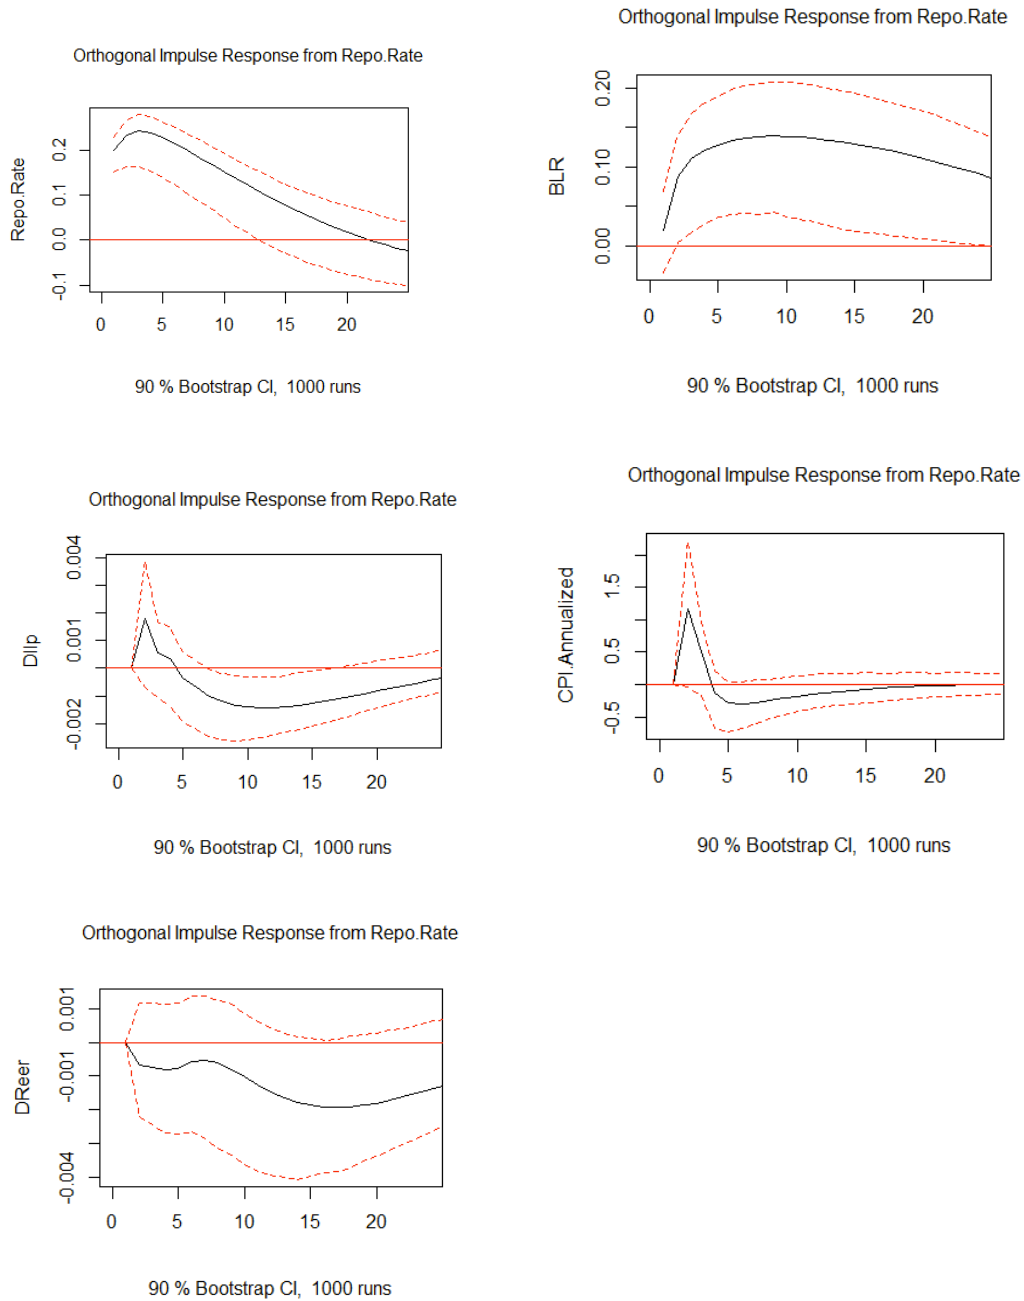 Orthogonal Impulse Response from Repo.Rate
Repo.Rate
0.2
0.1
0.0
-0.1
0 5 10 15 20
90 % Bootstrap CI, 1000 runs
Orthogonal Impulse Response from Repo.Rate
BLR
0.20
0.10
0.00
0 5 10 15 20
90 % Bootstrap CI, 1000 runs
Orthogonal Impulse Response from Repo.Rate
DIIp
0.004
0.001
-0.002
0 5 10 15 20
90 % Bootstrap CI, 1000 runs
Orthogonal Impulse Response from Repo.Rate
CPI.Annualized
1.5
0.5
-0.5
0 5 10 15 20
90 % Bootstrap CI, 1000 runs
Orthogonal Impulse Response from Repo.Rate
DReer
0.001
-0.001
-0.004
0 5 10 15 20
90 % Bootstrap CI, 1000 runs